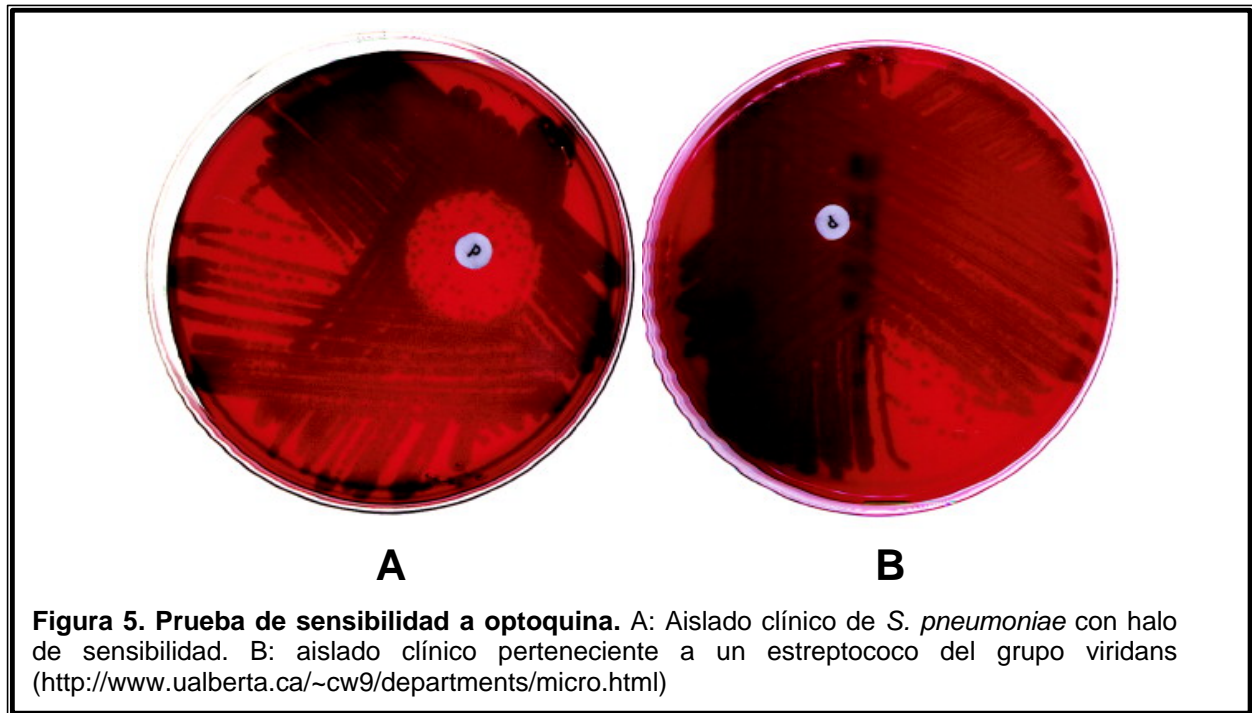 P
P
A
B
Figura 5. Prueba de sensibilidad a optoquina. A: Aislado clínico de S. pneumoniae con halo
de sensibilidad. B: aislado clínico perteneciente a un estreptococo del grupo viridans
(http://www.ualberta.ca/~cw9/departments/micro.html)